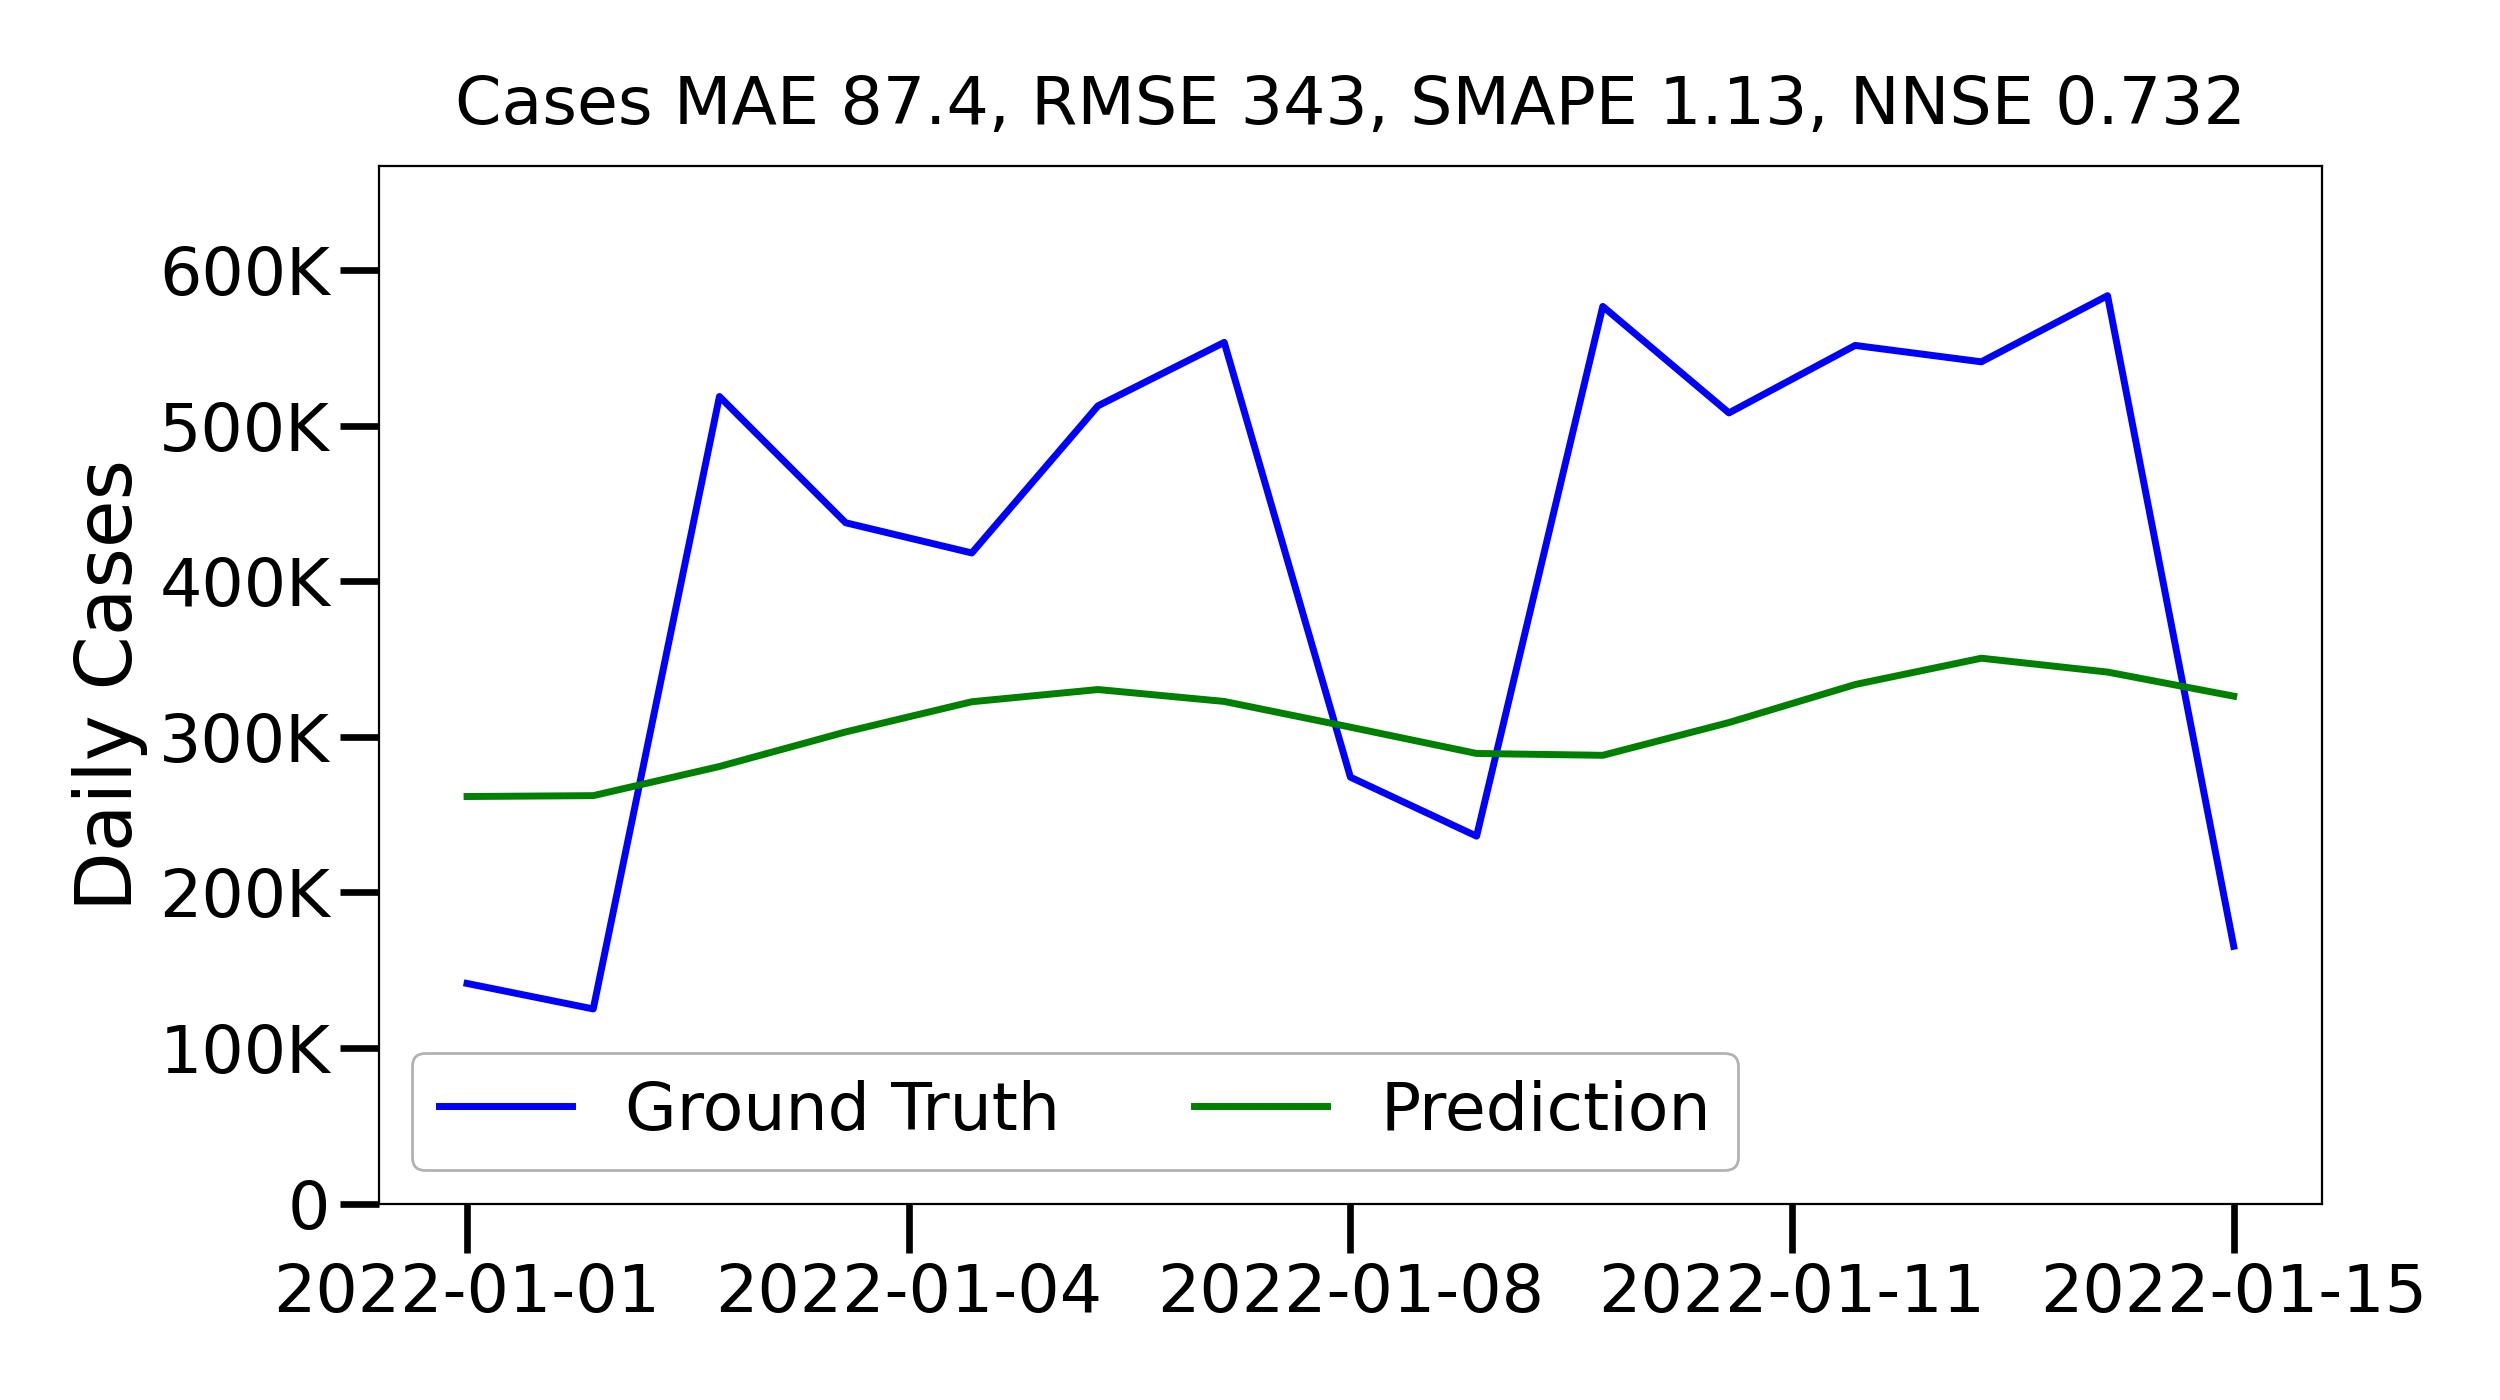 Cases MAE 87.4, RMSE 343, SMAPE 1.13, NNSE 0.732
Daily Cases
600K
500K
400K
300K
200K
100K
0
Ground Truth Prediction
2022-01-01 2022-01-04 2022-01-08 2022-01-11 2022-01-15